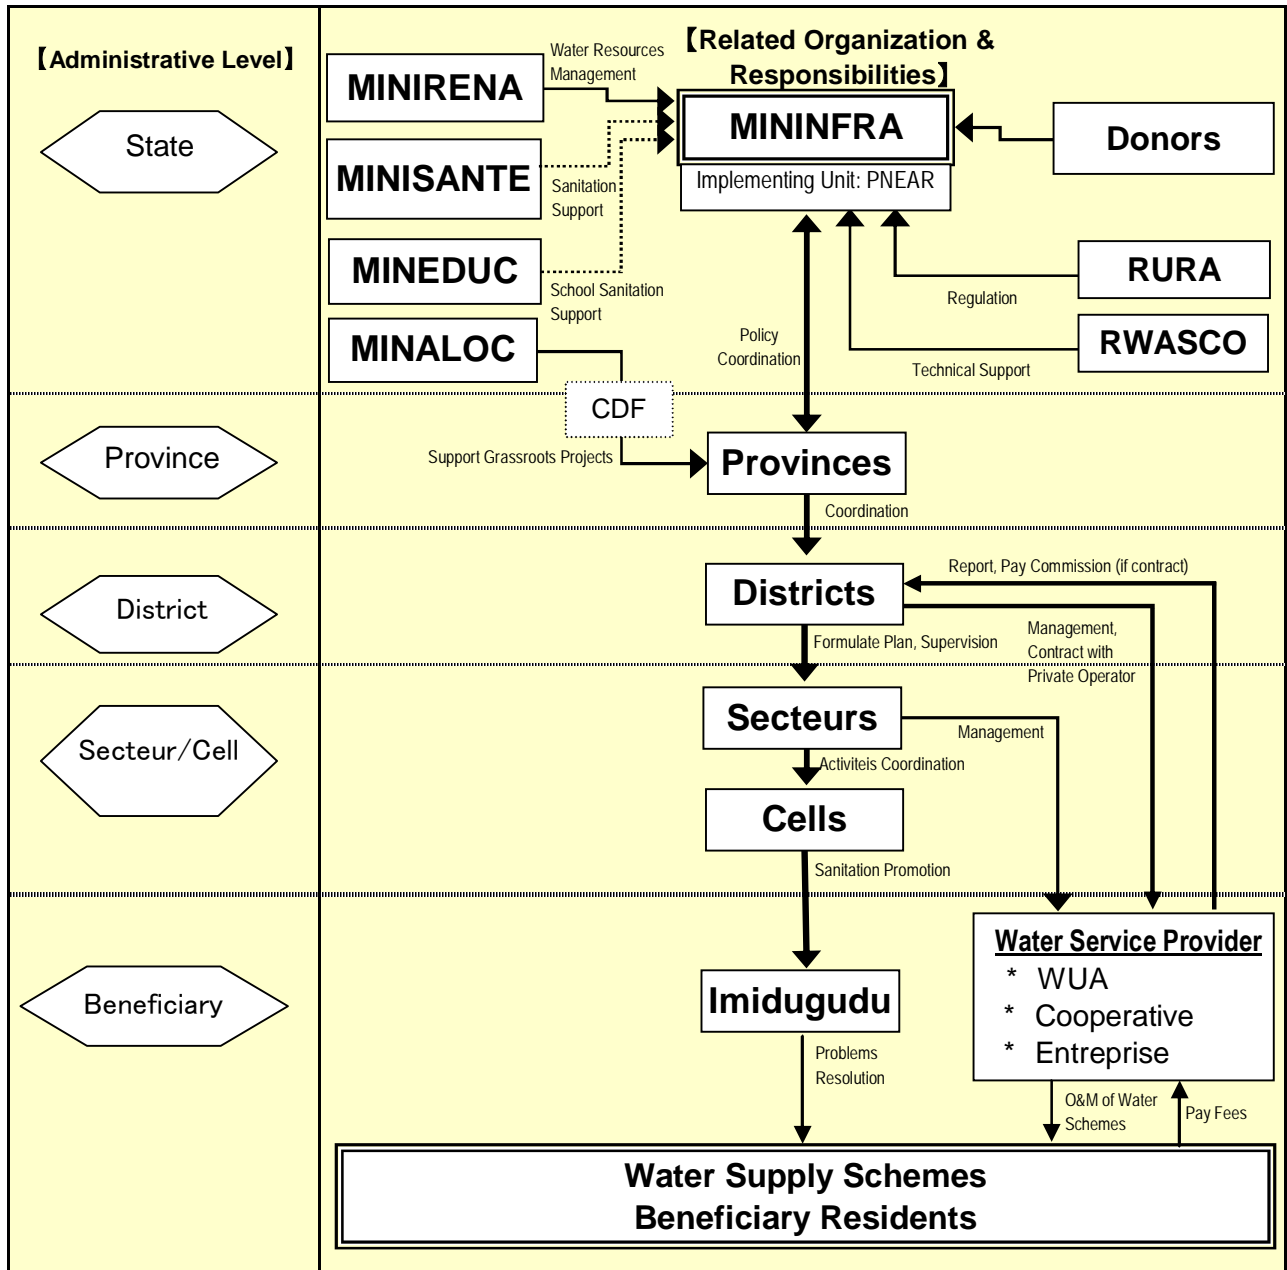 【Administrative Level】
【Related Organization &
Responsibilities】
State
MINIRENA
Water Resources
Management
MININFRA
Implementing Unit: PNEAR
Donors
MINISANTE
Sanitation
Support
MINEDUC
School Sanitation
Support
RURA
Regulation
MINALOC
RWASCO
Technical Support
Policy
Coordination
CDF
Province
Support Grassroots Projects
Provinces
Coordination
District
Districts
Report, Pay Commission (if contract)
Formulate Plan, Supervision
Management,
Contract with
Private Operator
Secteur/Cell
Secteurs
Management
Activiteis Coordination
Cells
Sanitation Promotion
Beneficiary
Imidugudu
Water Service Provider
* WUA
* Cooperative
* Entreprise
Problems
Resolution
O&M of Water
Schemes
Pay Fees
Water Supply Schemes
Beneficiary Residents